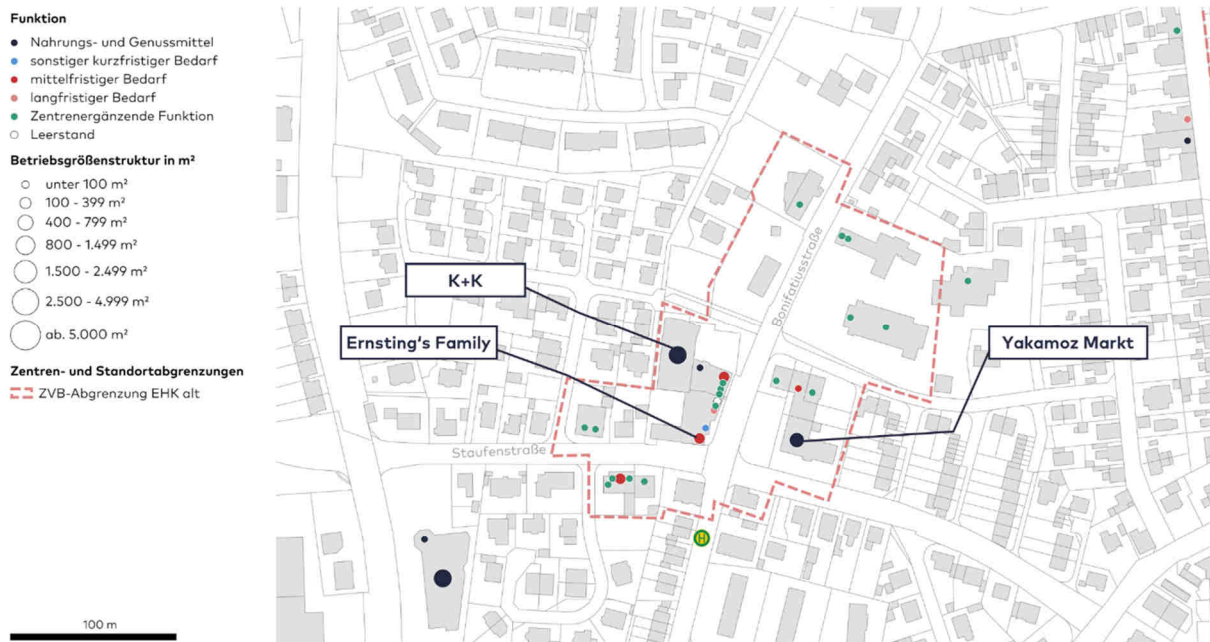 Funktion
Nahrungs- und Genussmittel
sonstiger kurzfristiger Bedarf
mittelfristiger Bedarf
langfristiger Bedarf
Zentrenergänzende Funktion
Leerstand
Betriebsgrößenstruktur in m²
unter 100 m²
100 - 399 m²
400 - 799 m²
800 - 1.499 m²
1.500 - 2.499 m²
2.500 - 4.999 m²
ab. 5.000 m²
Zentren- und Standortabgrenzungen
ZVB-Abgrenzung EHK alt
100 m
K+K
Ernsting's Family
Yakamoz Markt
Bonifatiusstraße
Staufenstraße
H